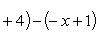 + 4) – (– x + 1)